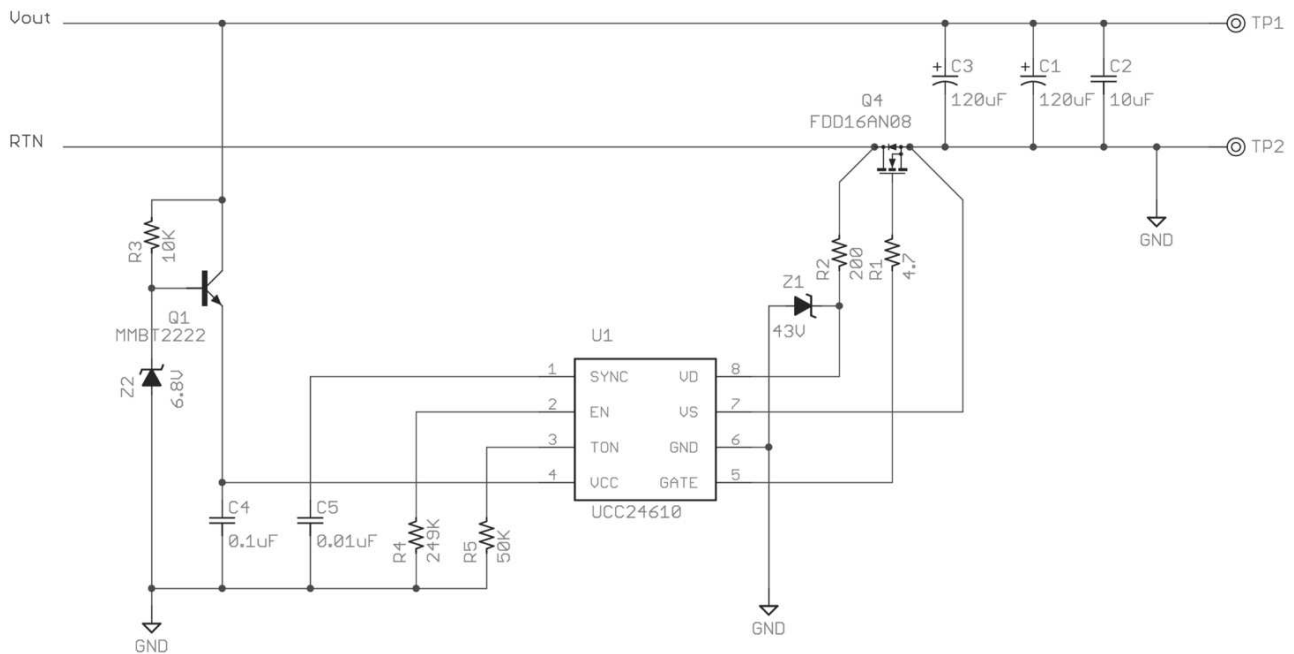 Vout
TP1
C3
120uF
C1
120uF
C2
10uF
Q4
FDD16AN08
RTN
TP2
GND
R3
10K
R2
200
R1
4.7
Z1
43V
Q1
MMBT2222
Z2
6.8V
U1
1 SYNC VD 8
2 EN VS 7
3 TON GND 6
4 VCC GATE 5
UCC24610
C4
0.1uF
C5
0.01uF
R4
249K
R5
50K
GND
GND